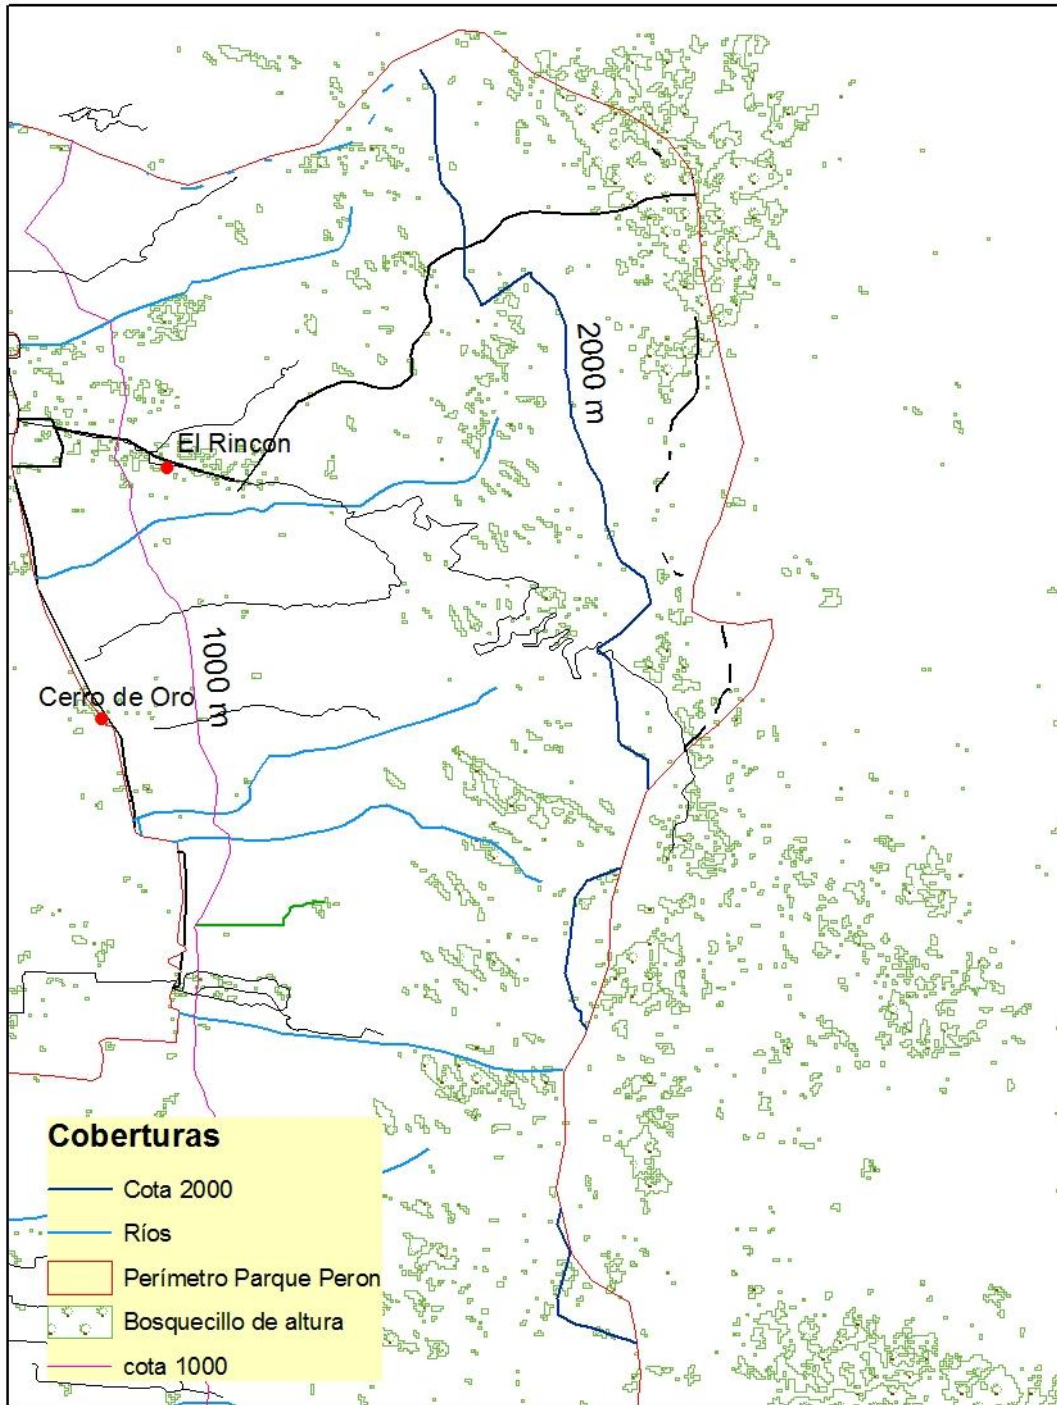 2000 m
El Rincon
1000 m
Cerro de Oro
Coberturas
Cota 2000
Ríos
Perímetro Parque Peron
Bosquecillo de altura
cota 1000